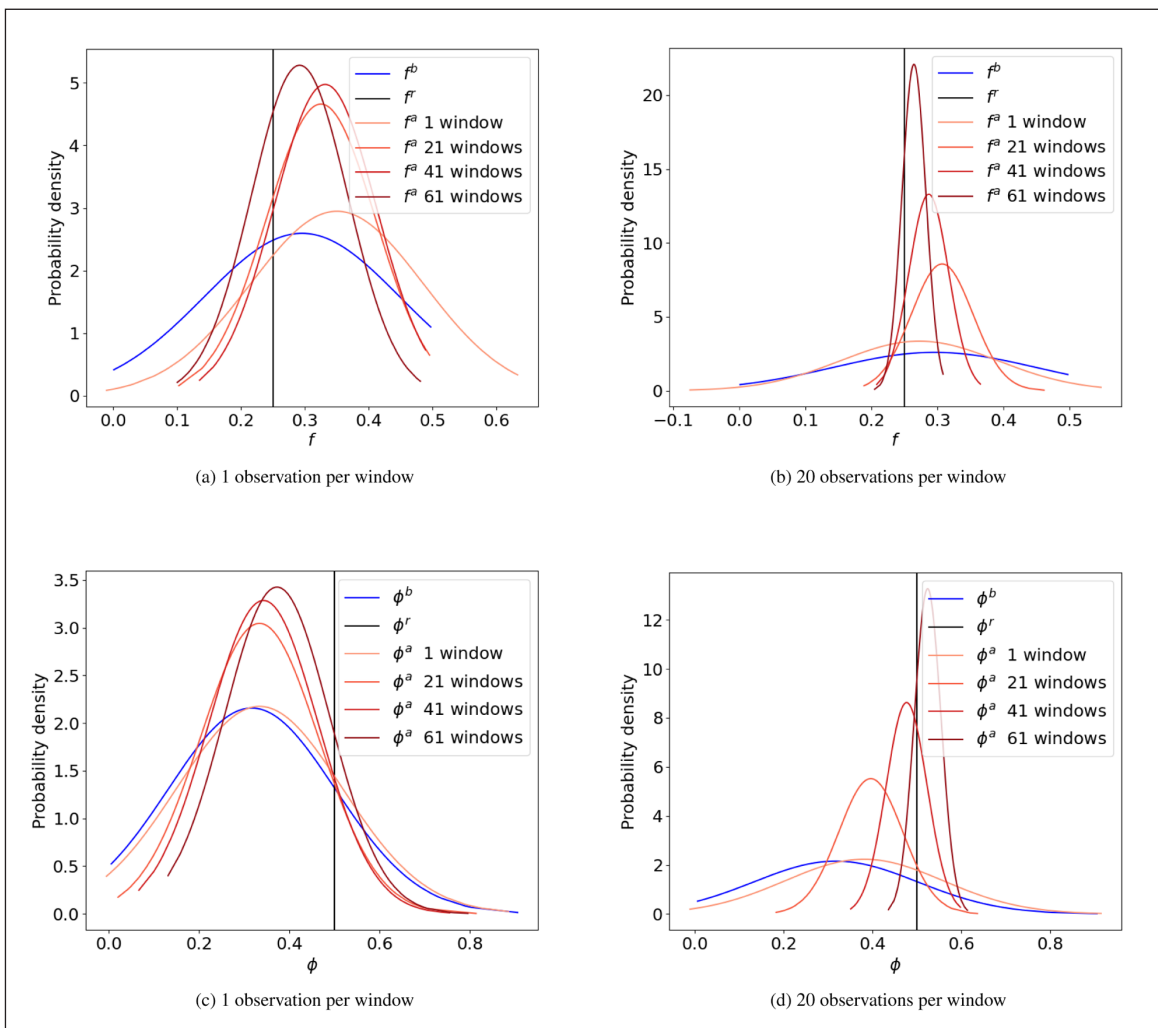 5
4
3
2
1
0
Probability density
0.0 0.1 0.2 0.3 0.4 0.5 0.6
f
f^b
f^r
f^a 1 window
f^a 21 windows
f^a 41 windows
f^a 61 windows
(a) 1 observation per window
20
15
10
5
0
Probability density
−0.1 0.0 0.1 0.2 0.3 0.4 0.5
f
f^b
f^r
f^a 1 window
f^a 21 windows
f^a 41 windows
f^a 61 windows
(b) 20 observations per window
3.5
3.0
2.5
2.0
1.5
1.0
0.5
0.0
Probability density
0.0 0.2 0.4 0.6 0.8
ϕ
ϕ^b
ϕ^r
ϕ^a 1 window
ϕ^a 21 windows
ϕ^a 41 windows
ϕ^a 61 windows
(c) 1 observation per window
12
10
8
6
4
2
0
Probability density
0.0 0.2 0.4 0.6 0.8
ϕ
ϕ^b
ϕ^r
ϕ^a 1 window
ϕ^a 21 windows
ϕ^a 41 windows
ϕ^a 61 windows
(d) 20 observations per window